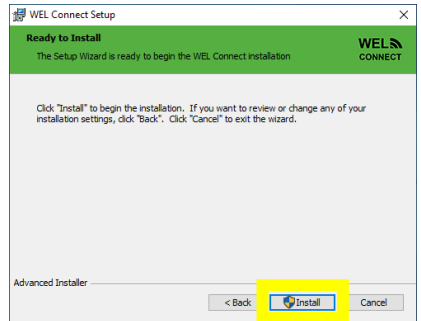 WEL Connect Setup
Ready to Install
The Setup Wizard is ready to begin the WEL Connect installation
WEL
CONNECT
Click "Install" to begin the installation. If you want to review or change any of your
installation settings, click "Back". Click "Cancel" to exit the wizard.
Advanced Installer
< Back
Install
Cancel